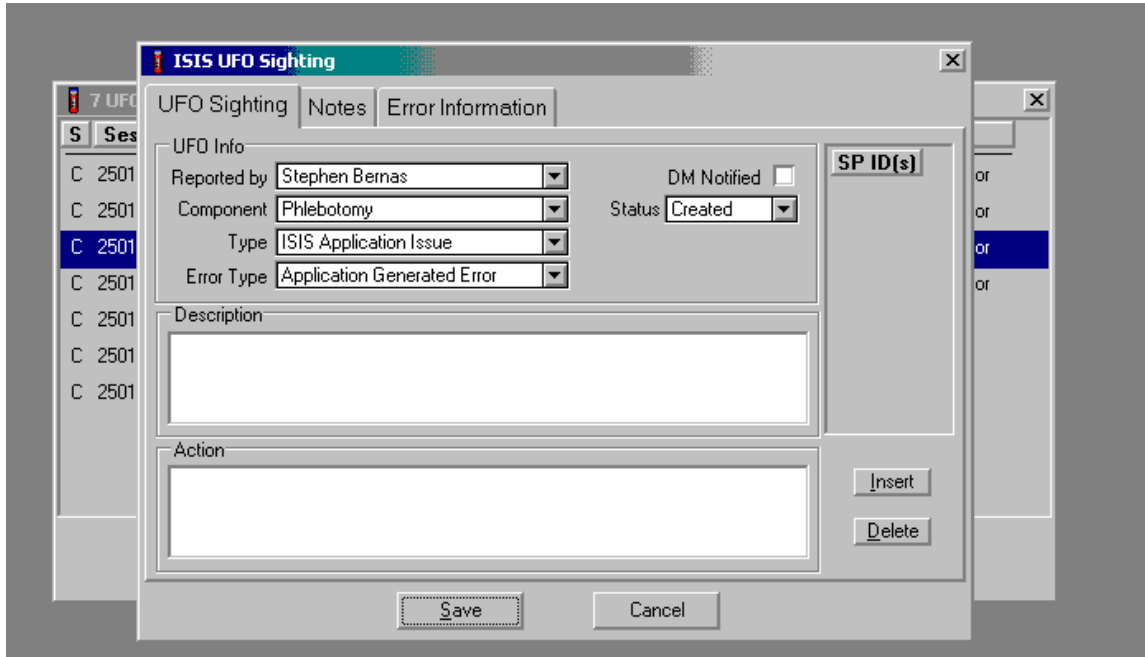 ISIS UFO Sighting
7 UFO
UFO Sighting Notes Error Information
S Ses
UFO Info
SP ID(s)
Reported by Stephen Bernas DM Notified
C 2501 or
Component Phlebotomy Status Created
C 2501 or
Type ISIS Application Issue
C 2501 or
Error Type Application Generated Error
C 2501 or
Description
C 2501
C 2501
C 2501
Action
Insert
Delete
Save Cancel